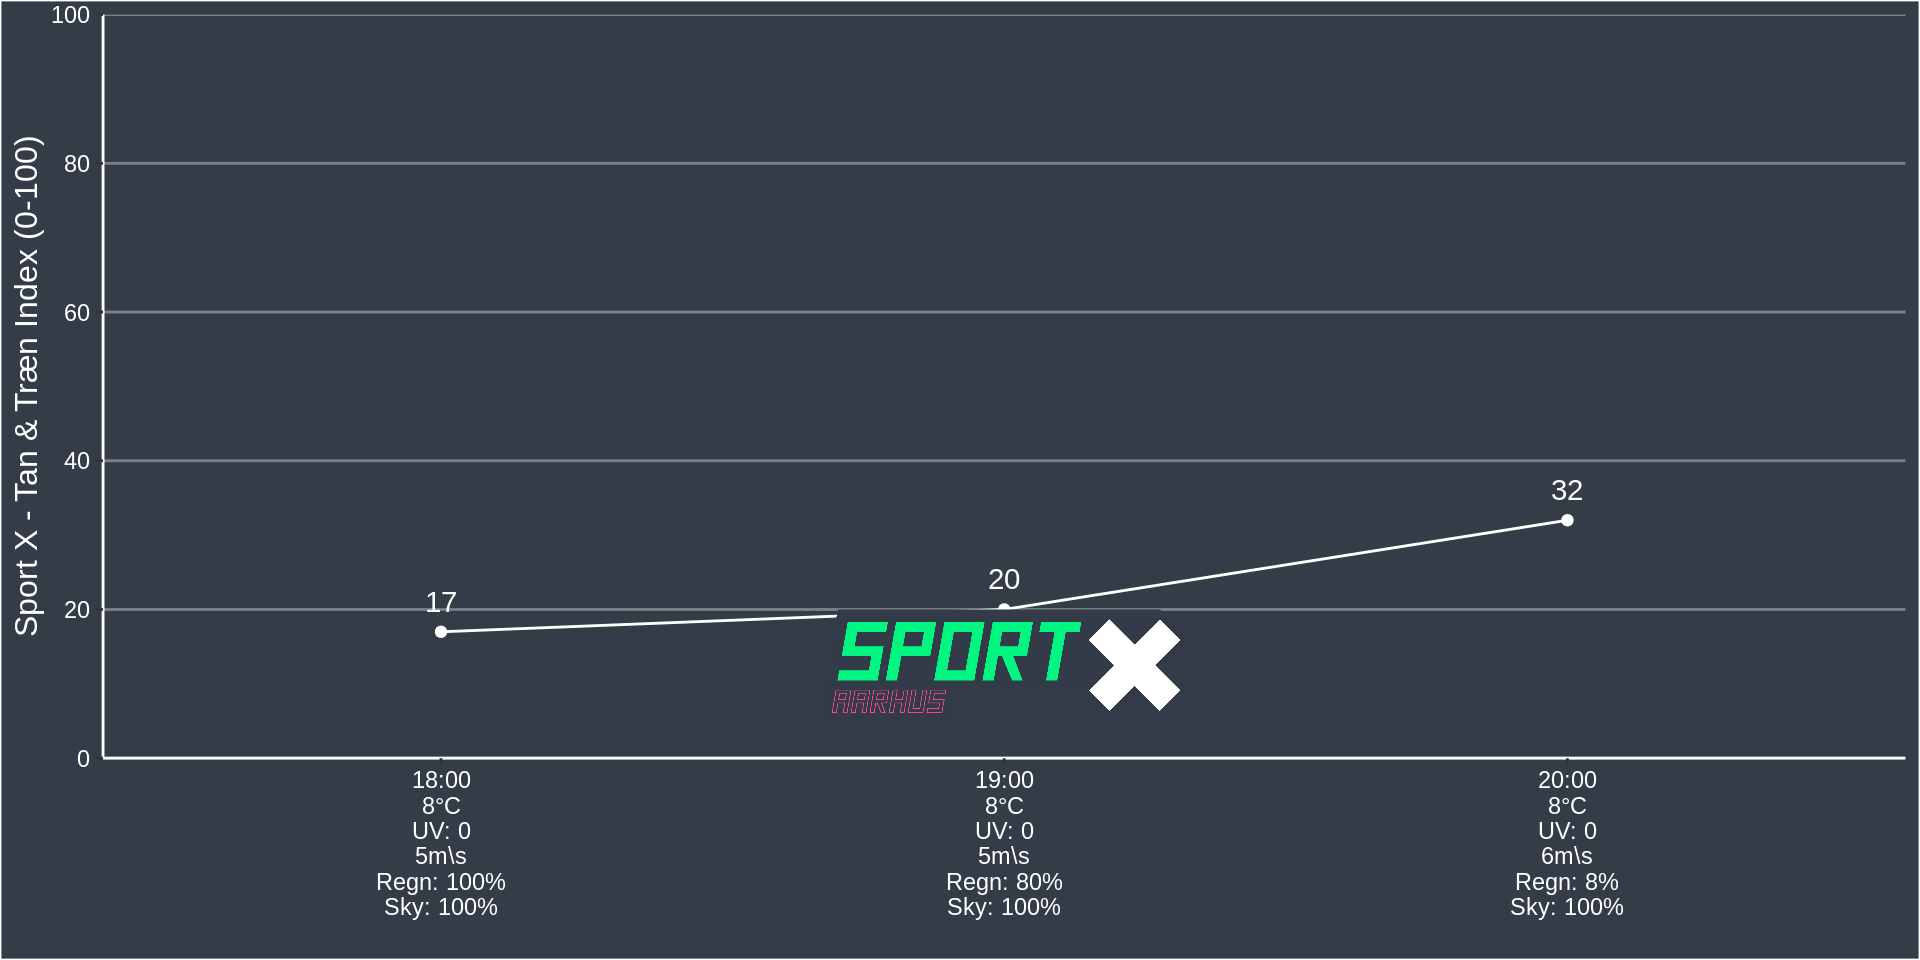 Sport X - Tan & Træn Index (0-100)
100
80
60
40
20
0
17
20
32
SPORT X
AARHUS
18:00
8°C
UV: 0
5m\s
Regn: 100%
Sky: 100%
19:00
8°C
UV: 0
5m\s
Regn: 80%
Sky: 100%
20:00
8°C
UV: 0
6m\s
Regn: 8%
Sky: 100%